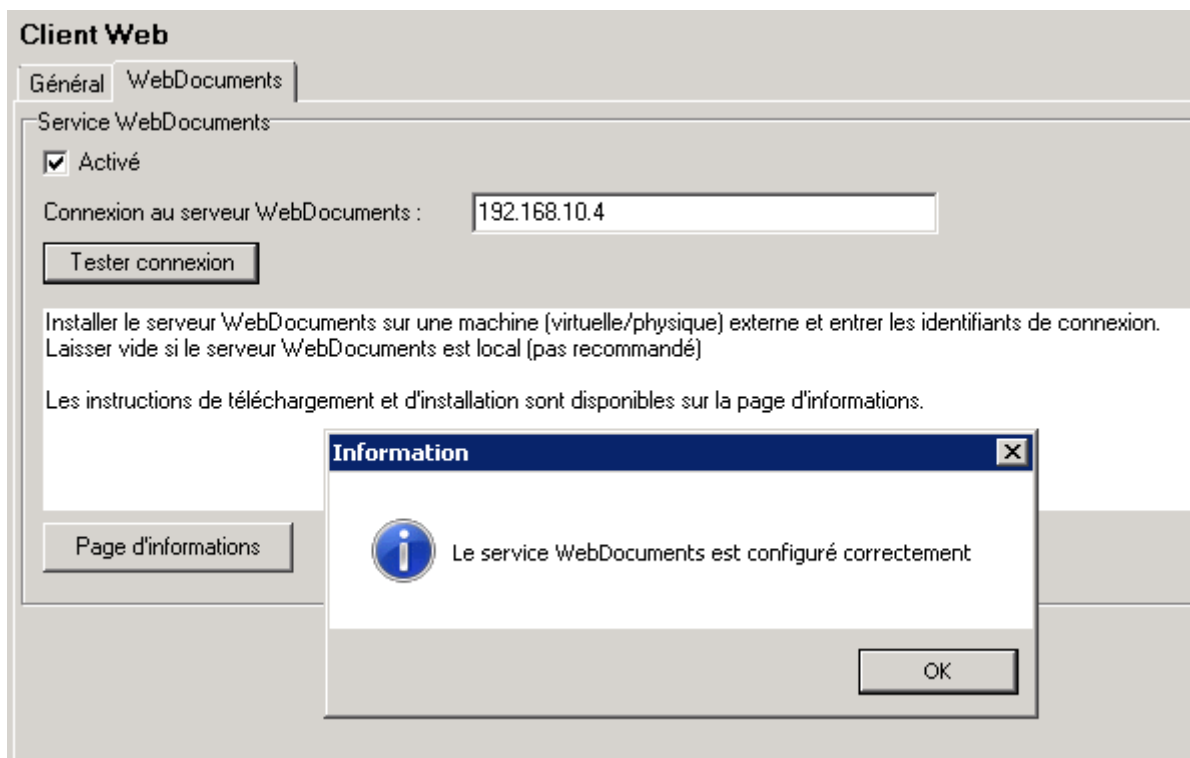 Client Web
Général WebDocuments
Service WebDocuments
Activé
Connexion au serveur WebDocuments : 192.168.10.4
Tester connexion
Installer le serveur WebDocuments sur une machine (virtuelle/physique) externe et entrer les identifiants de connexion.
Laisser vide si le serveur WebDocuments est local (pas recommandé)
Les instructions de téléchargement et d'installation sont disponibles sur la page d'informations.
Information
Page d'informations
Le service WebDocuments est configuré correctement
OK